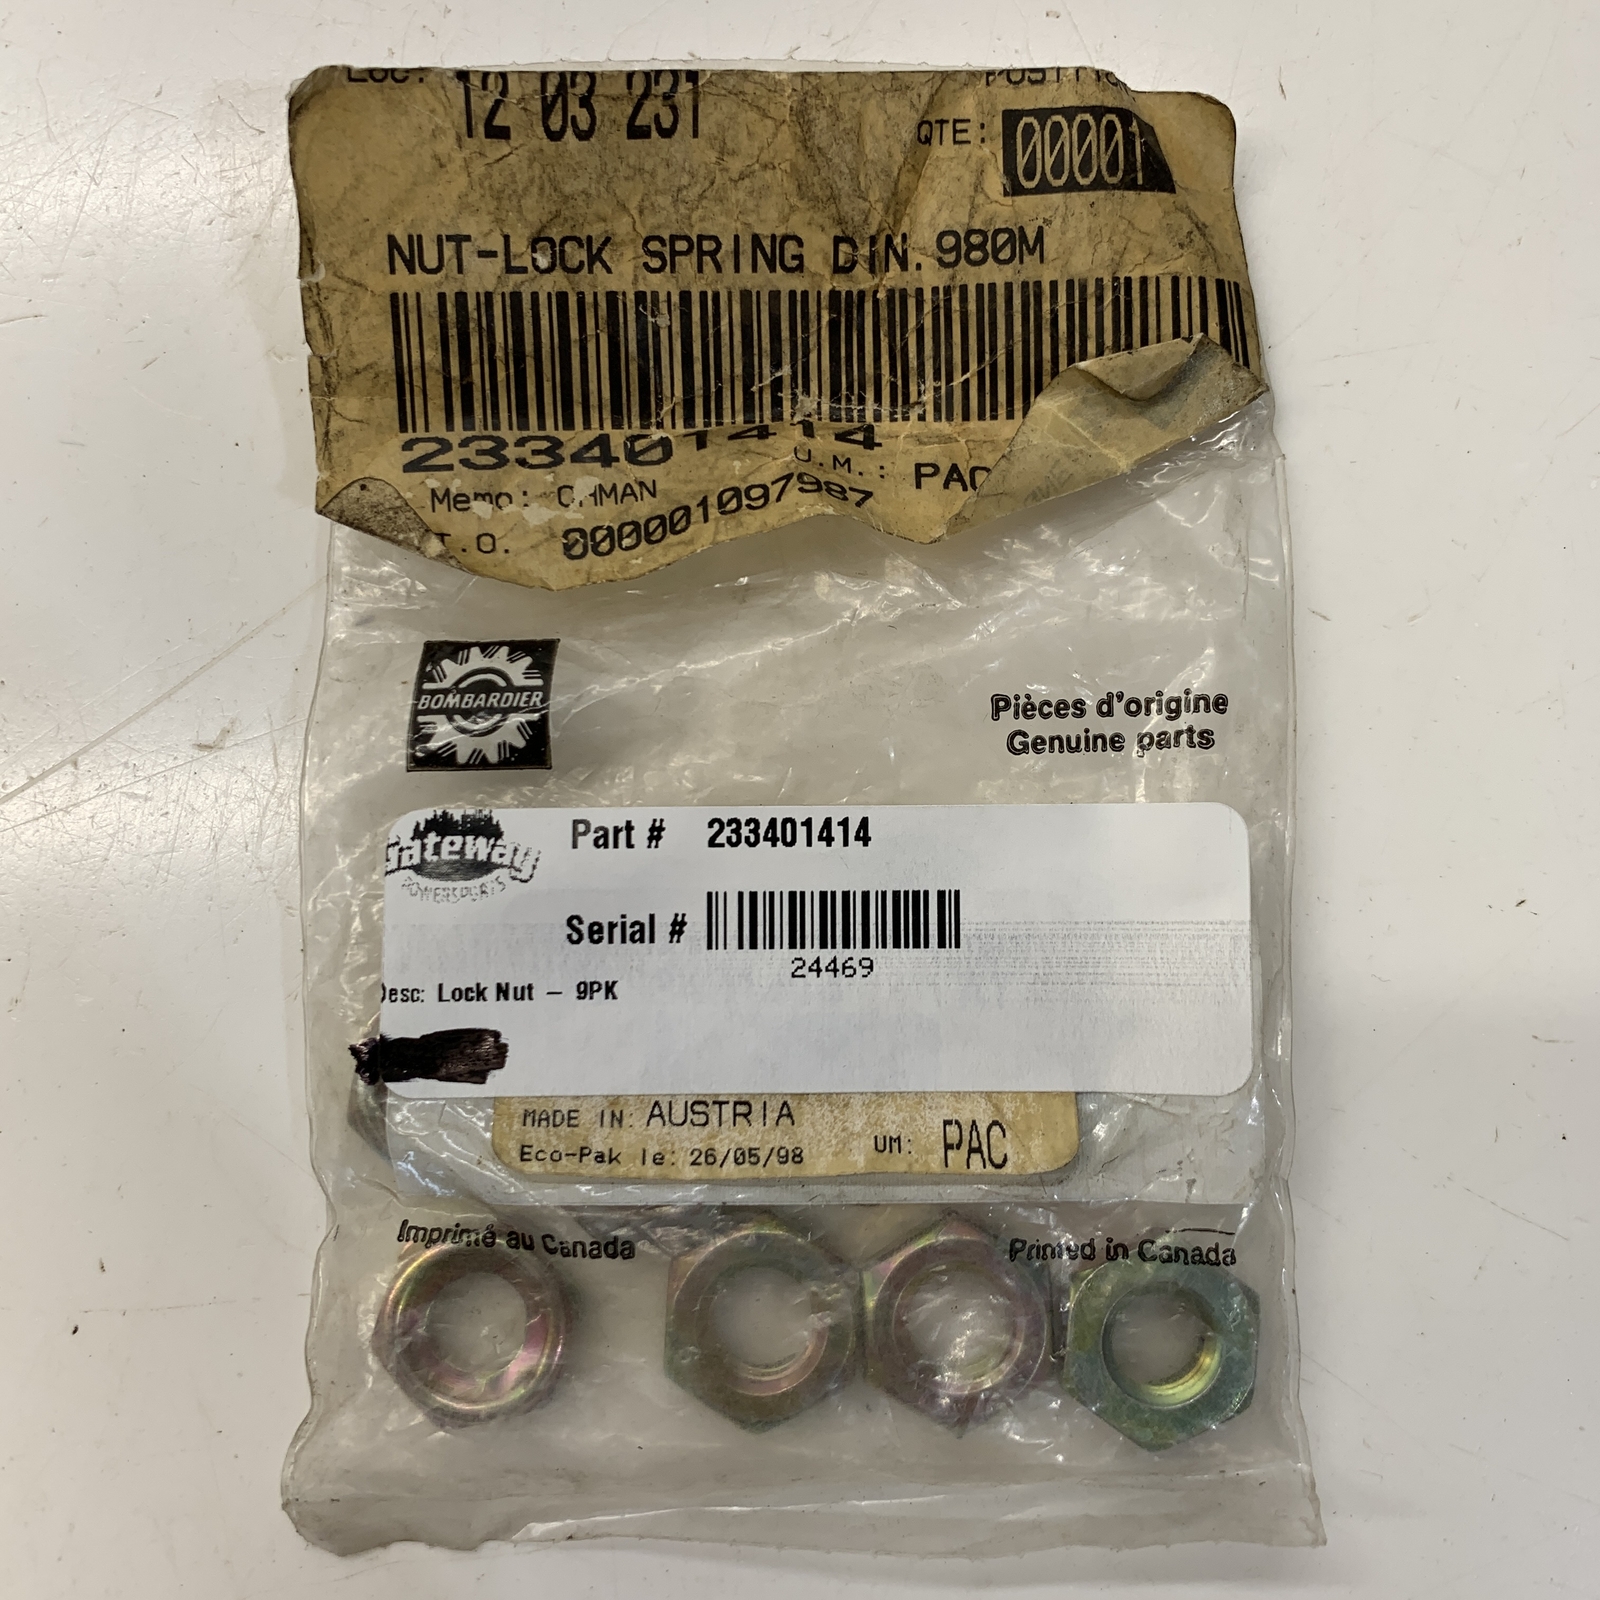 LOC: 12 03 231
QTE: 00001
NUT-LOCK SPRING DIN.980M
233401414
U.M.: PAC
Memo:
T.O. 000001097987
BOMBARDIER
Pièces d'origine
Genuine parts
gateway
POWERSPORTS
Part # 233401414
Serial #
24469
Desc: Lock Nut – 9PK
MADE IN: AUSTRIA
Eco-Pak le: 26/05/98
UM: PAC
Imprimé au Canada
Printed in Canada